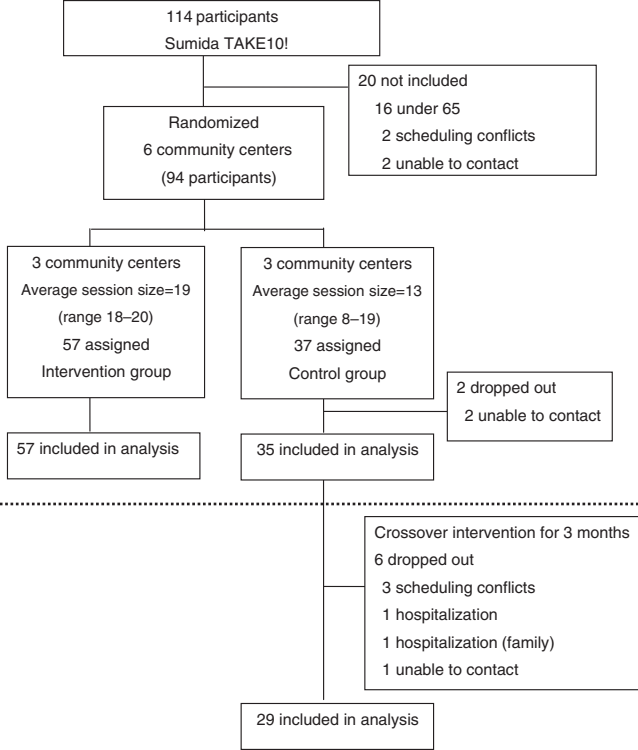 114 participants
Sumida TAKE10!
20 not included
16 under 65
2 scheduling conflicts
2 unable to contact
Randomized
6 community centers
(94 participants)
3 community centers
Average session size=19
(range 18–20)
57 assigned
Intervention group
3 community centers
Average session size=13
(range 8–19)
37 assigned
Control group
2 dropped out
2 unable to contact
57 included in analysis
35 included in analysis
Crossover intervention for 3 months
6 dropped out
3 scheduling conflicts
1 hospitalization
1 hospitalization (family)
1 unable to contact
29 included in analysis